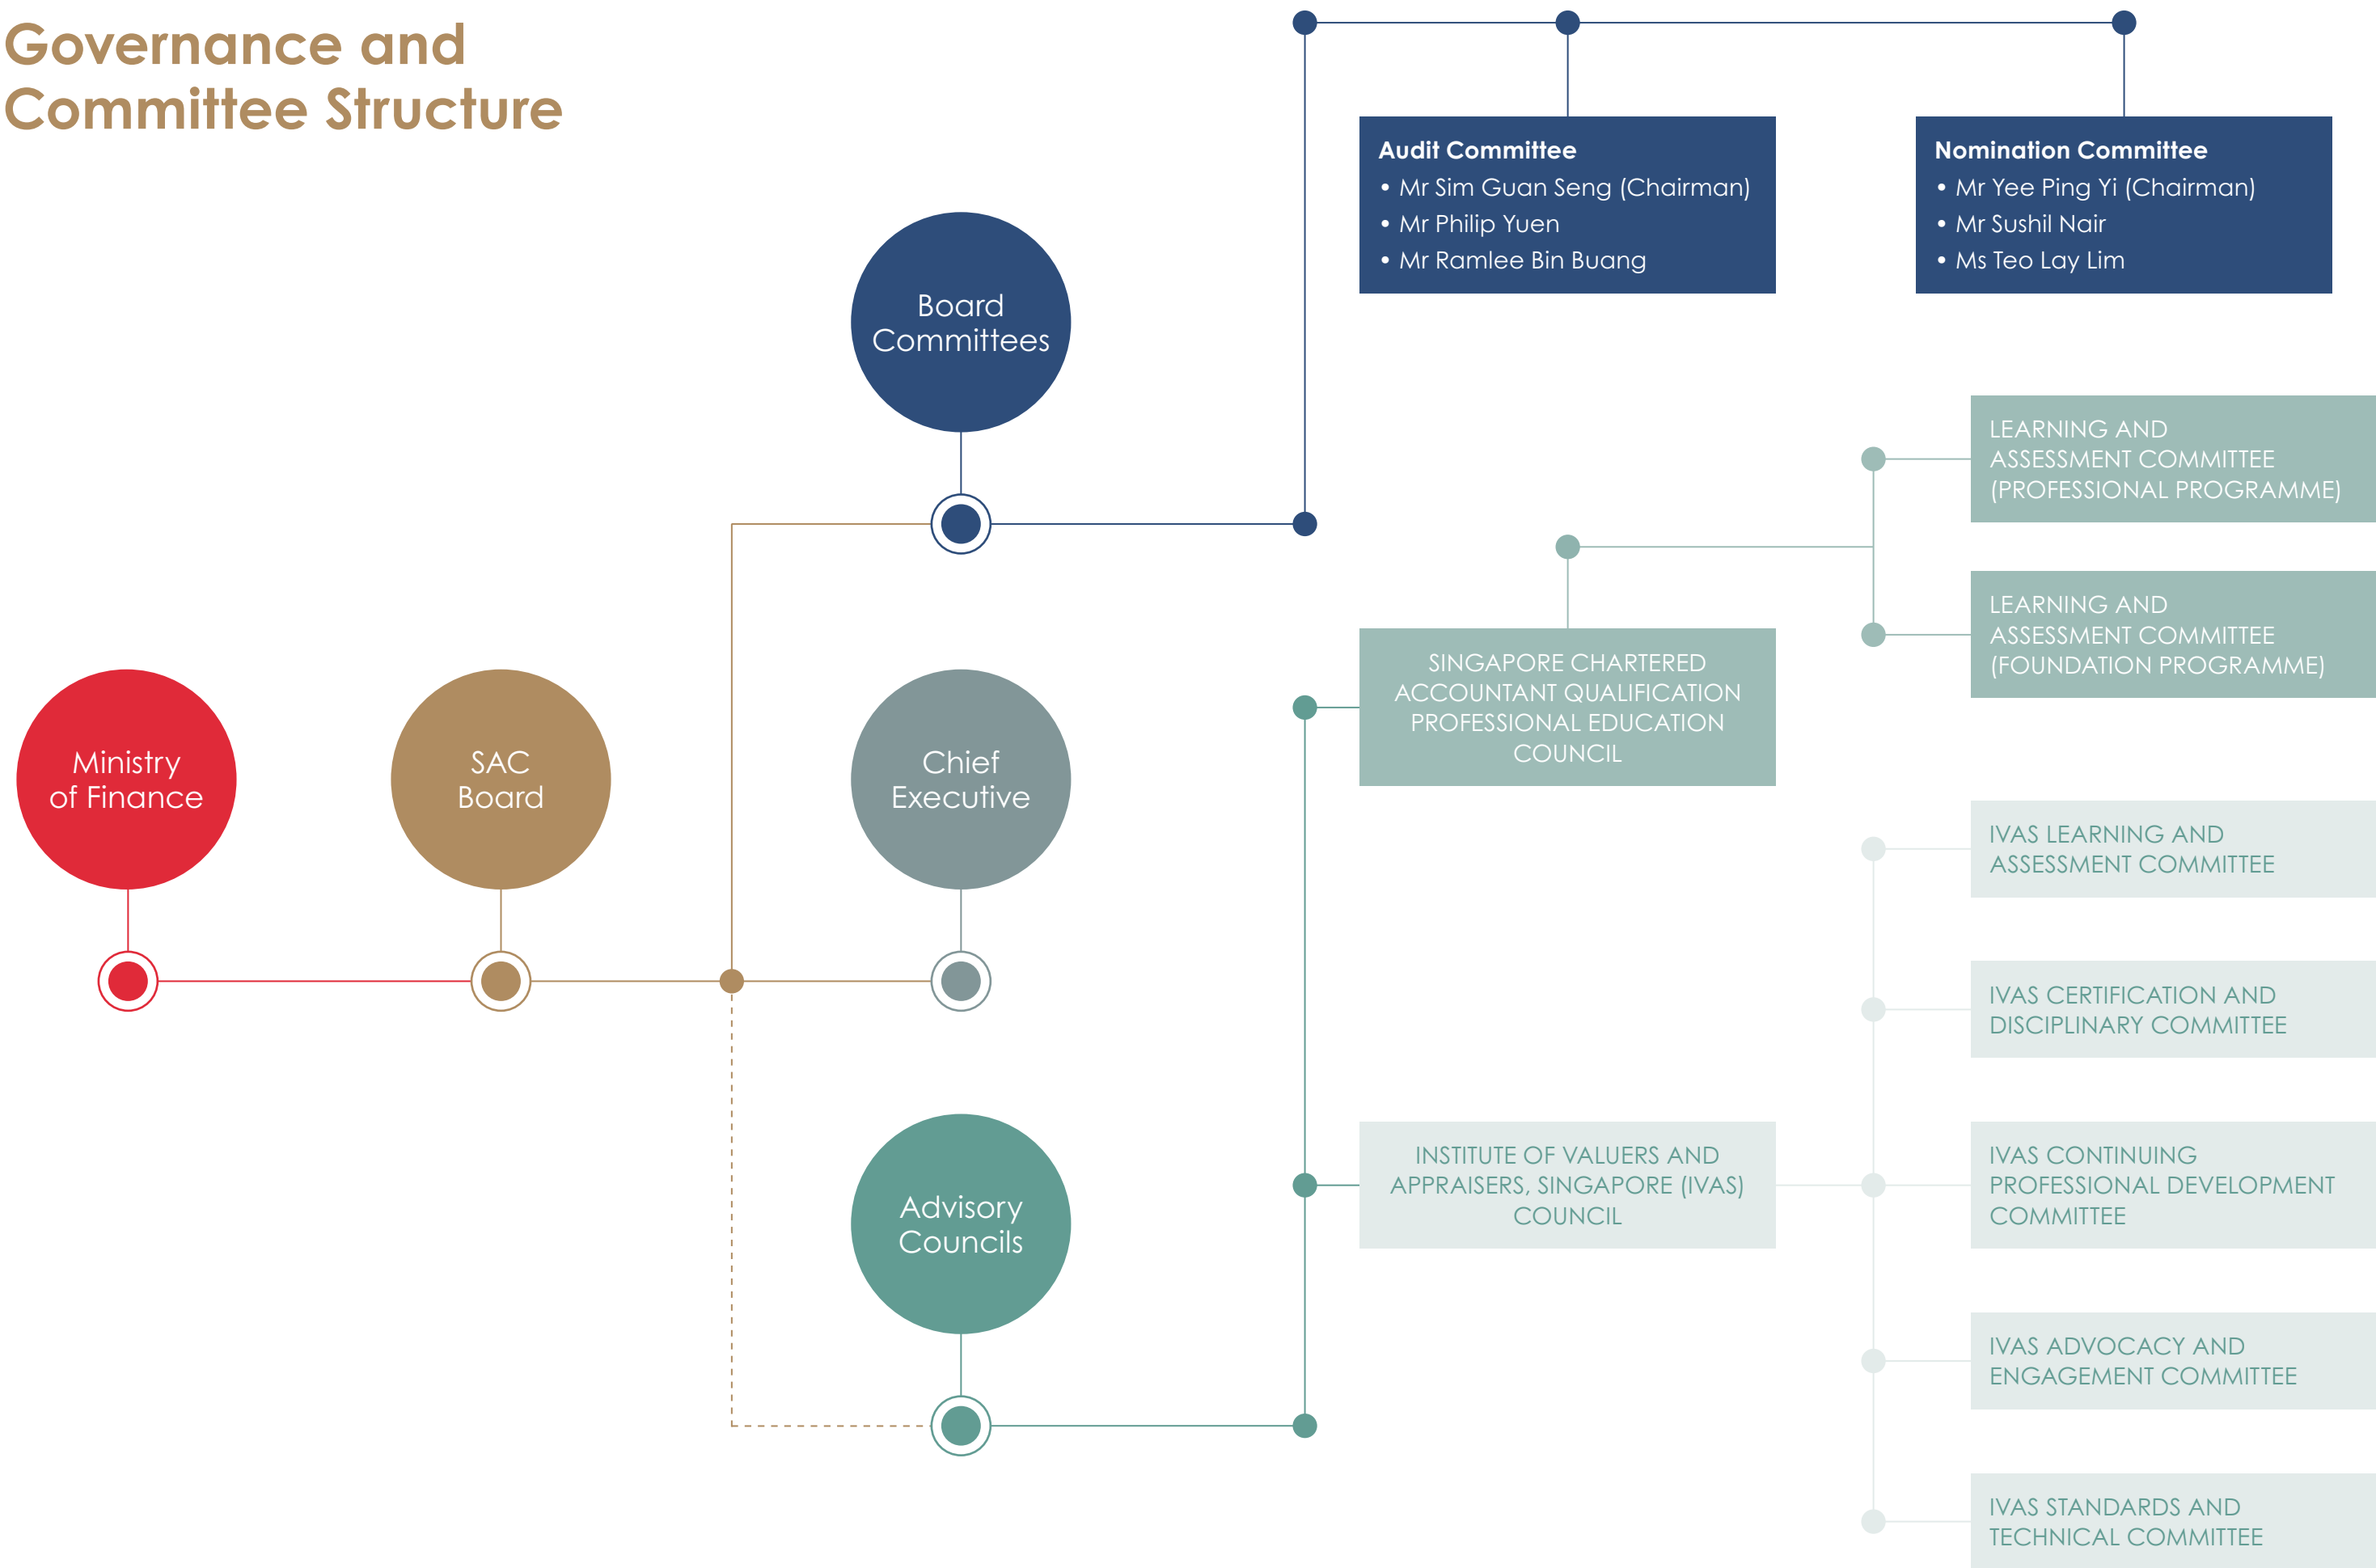 Governance and
Committee Structure
Audit Committee
• Mr Sim Guan Seng (Chairman)
• Mr Philip Yuen
• Mr Ramlee Bin Buang
Nomination Committee
• Mr Yee Ping Yi (Chairman)
• Mr Sushil Nair
• Ms Teo Lay Lim
Board
Committees
LEARNING AND
ASSESSMENT COMMITTEE
(PROFESSIONAL PROGRAMME)
LEARNING AND
ASSESSMENT COMMITTEE
(FOUNDATION PROGRAMME)
SINGAPORE CHARTERED
ACCOUNTANT QUALIFICATION
PROFESSIONAL EDUCATION
COUNCIL
Ministry
of Finance
SAC
Board
Chief
Executive
IVAS LEARNING AND
ASSESSMENT COMMITTEE
IVAS CERTIFICATION AND
DISCIPLINARY COMMITTEE
Advisory
Councils
INSTITUTE OF VALUERS AND
APPRAISERS, SINGAPORE (IVAS)
COUNCIL
IVAS CONTINUING
PROFESSIONAL DEVELOPMENT
COMMITTEE
IVAS ADVOCACY AND
ENGAGEMENT COMMITTEE
IVAS STANDARDS AND
TECHNICAL COMMITTEE